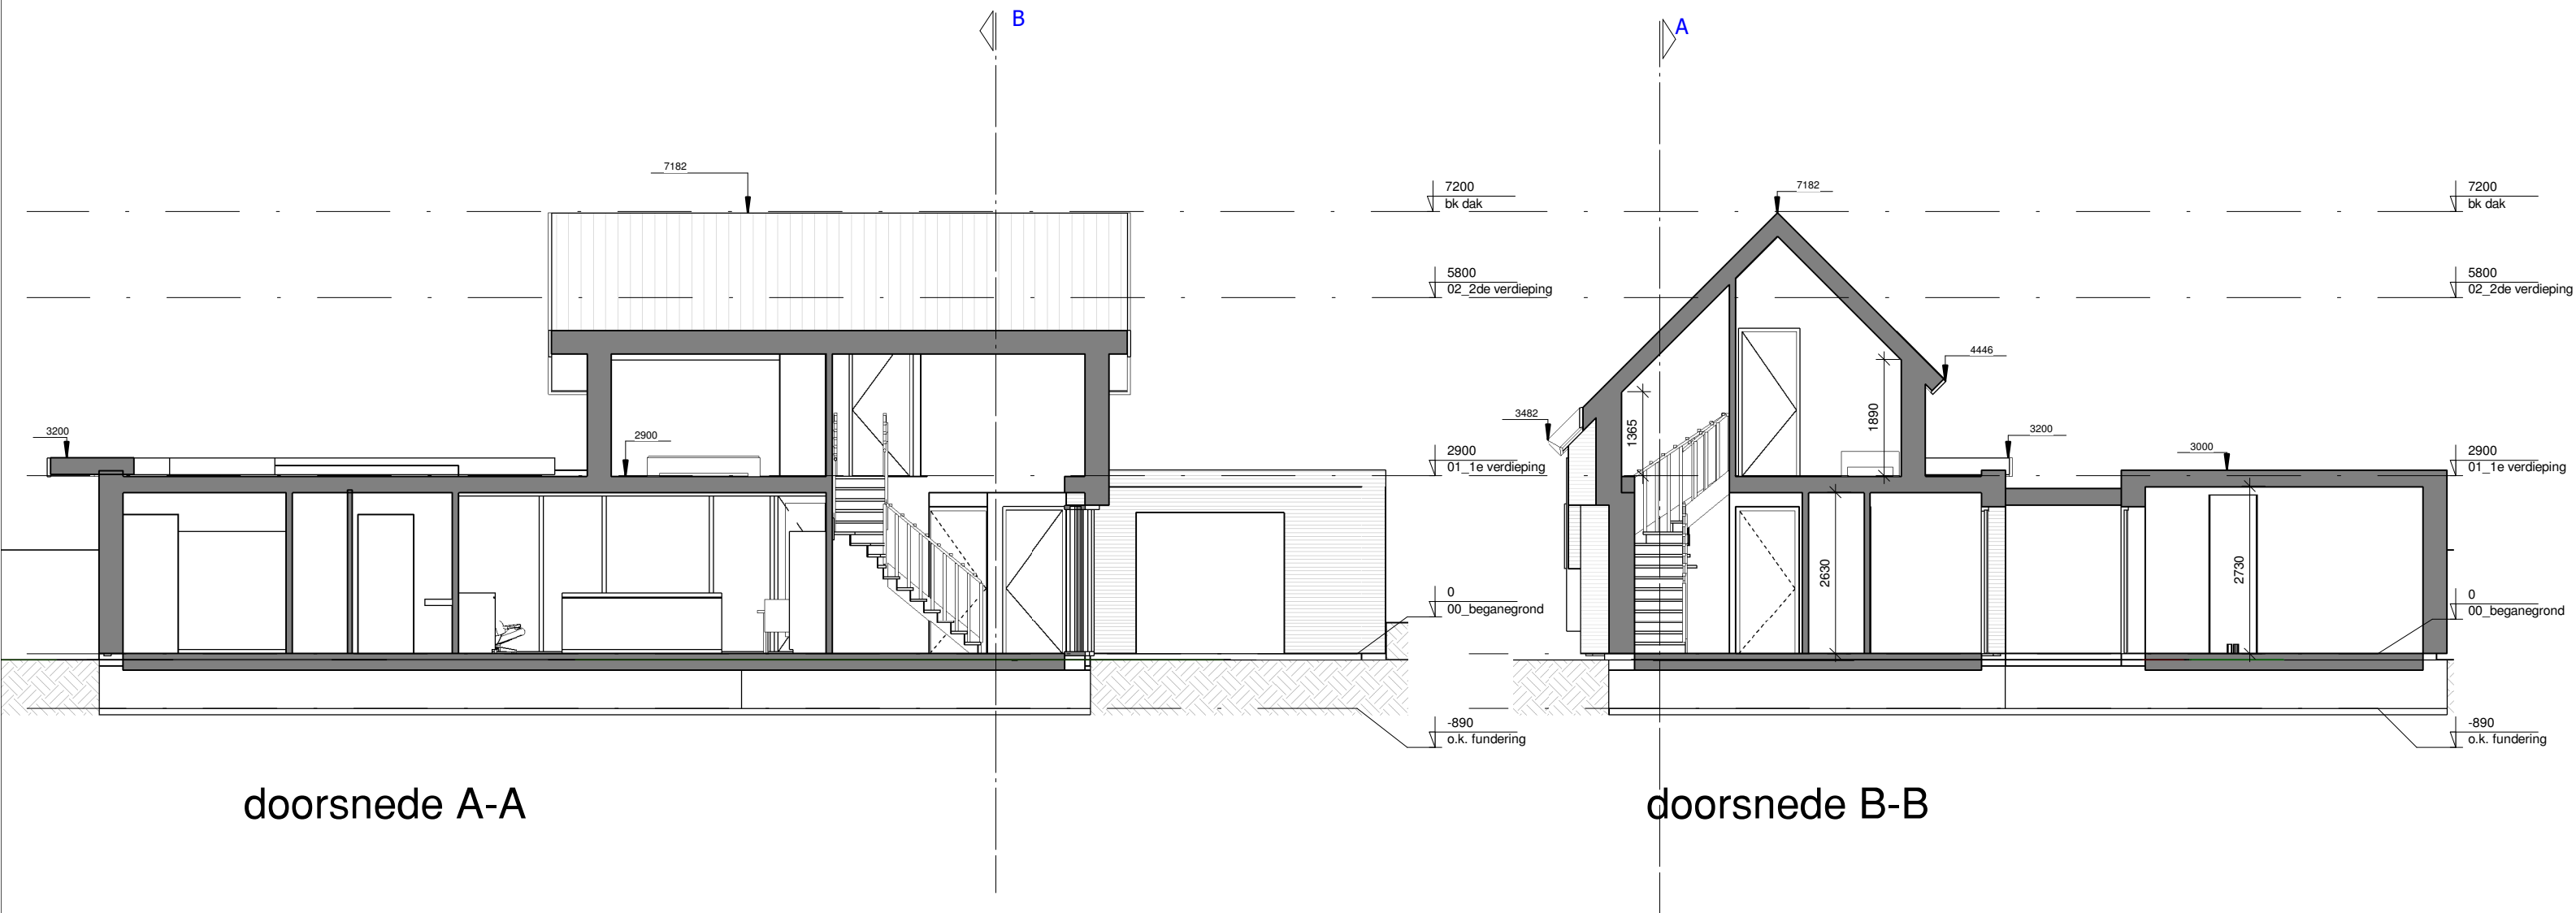 B
A
7182
7200
bk dak
7182
7200
bk dak
5800
02_2de verdieping
5800
02_2de verdieping
4446
3200
2900
1365
1890
3482
3200
3000
2900
01_1e verdieping
2900
01_1e verdieping
2630
2730
0
00_beganegrond
0
00_beganegrond
-890
o.k. fundering
-890
o.k. fundering
doorsnede A-A
doorsnede B-B